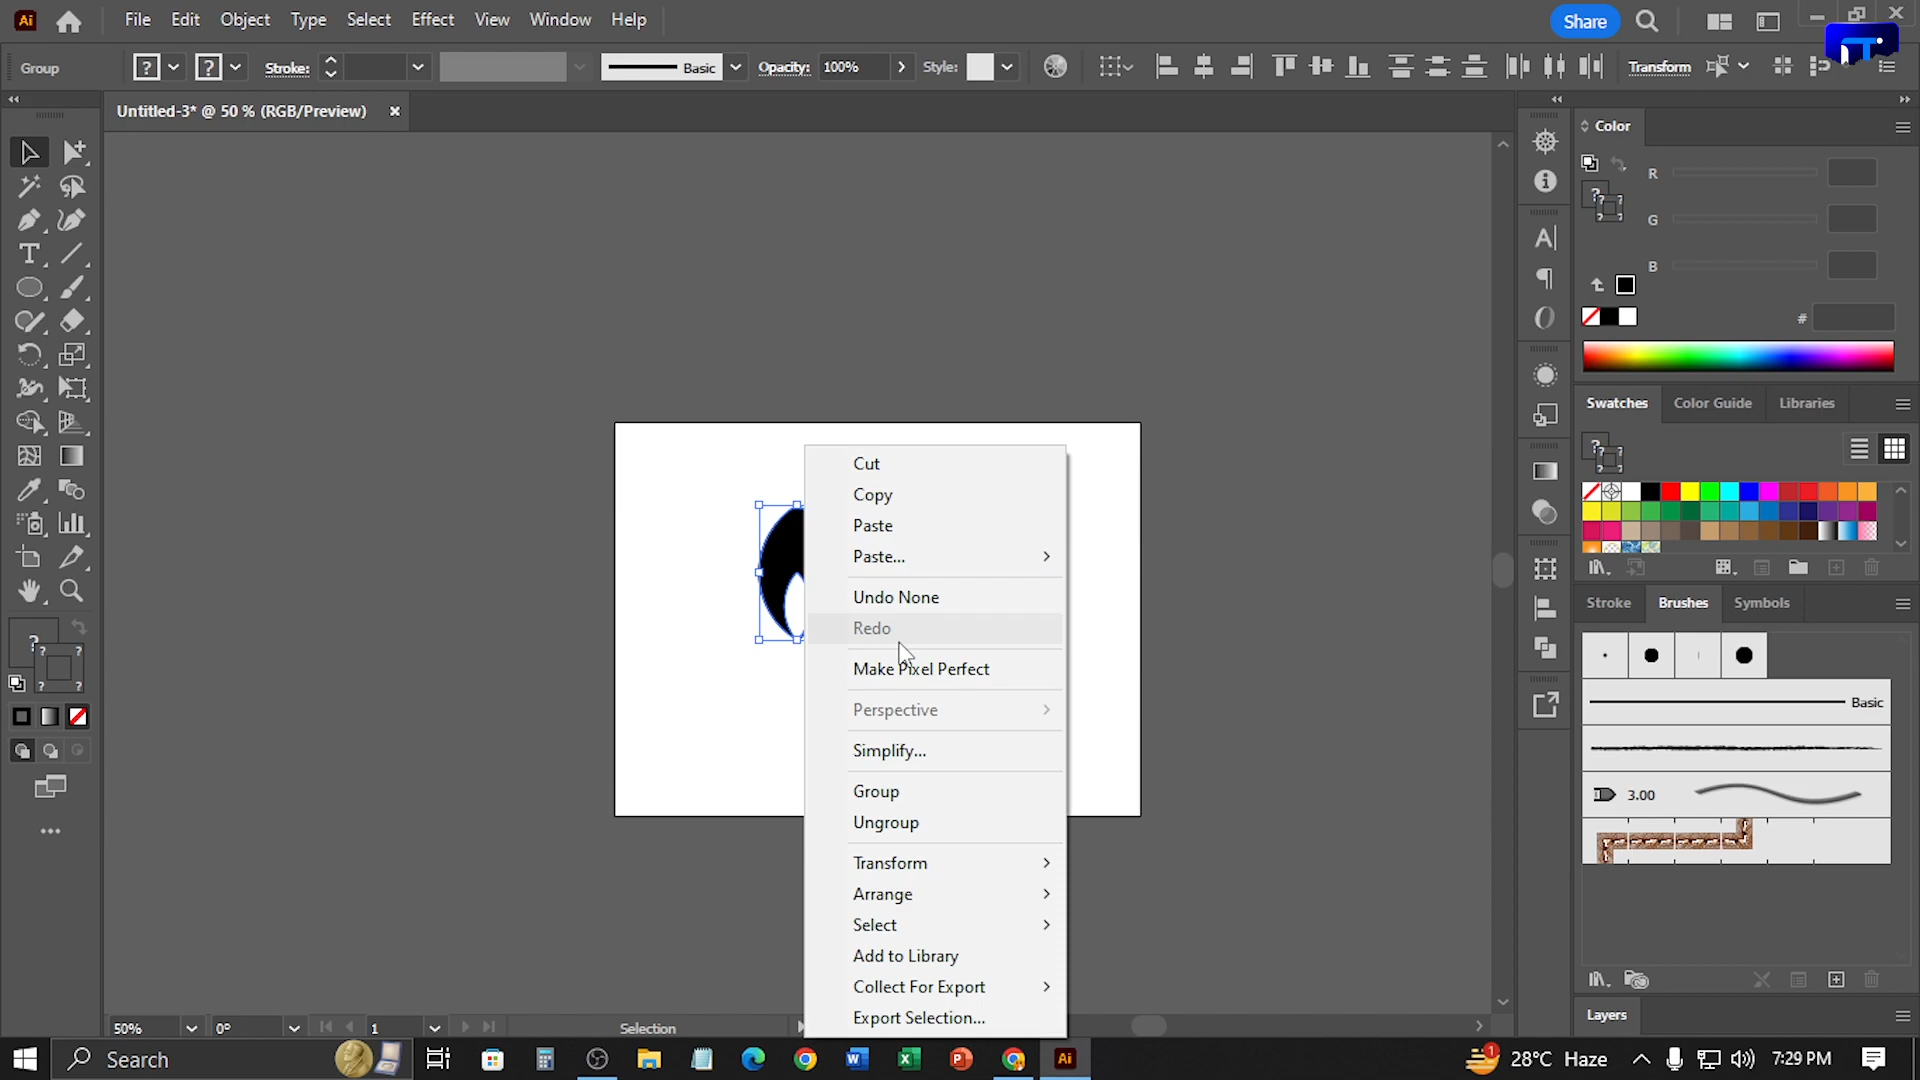 Ai File Edit Object Type Select Effect View Window Help Share
Group ? ? Stroke: Basic Opacity: 100% Style: Transform
Untitled-3* @ 50 % (RGB/Preview)
Color
R
G
B
#
Swatches Color Guide Libraries
Stroke Brushes Symbols
Basic
3.00
Layers
Cut
Copy
Paste
Paste...
Undo None
Redo
Make Pixel Perfect
Perspective
Simplify...
Group
Ungroup
Transform
Arrange
Select
Add to Library
Collect For Export
Export Selection...
50% 0° 1 Selection
Search 28°C Haze 7:29 PM